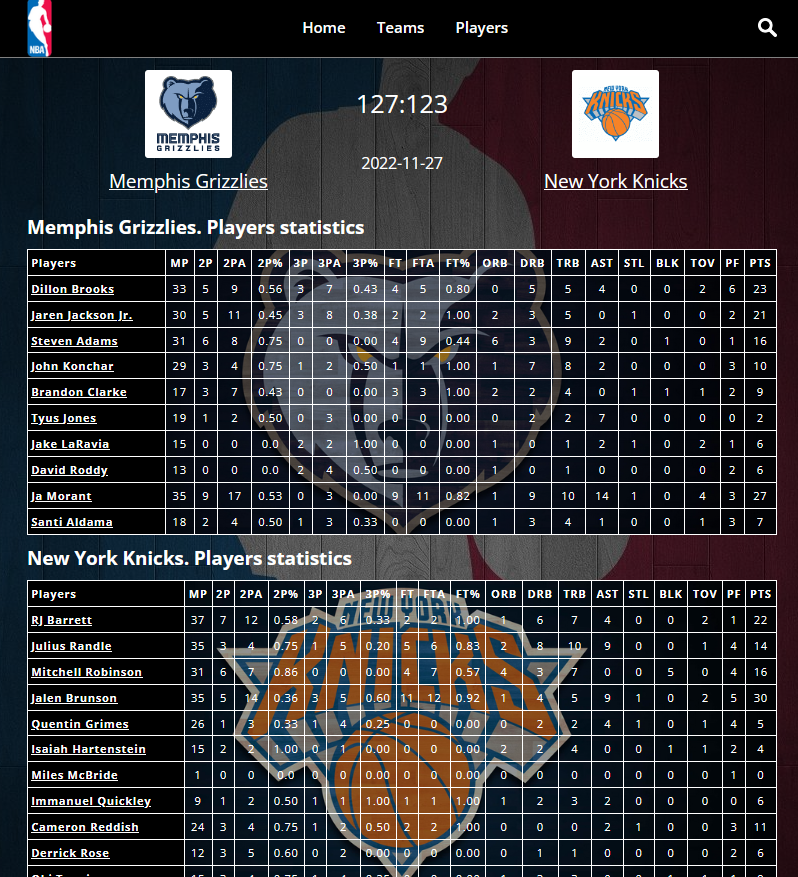 NBA
Home Teams Players
127:123
MEMPHIS
GRIZZLIES
NEW YORK
KNICKS
2022-11-27
Memphis Grizzlies New York Knicks
Memphis Grizzlies. Players statistics
Players MP 2P 2PA 2P% 3P 3PA 3P% FT FTA FT% ORB DRB TRB AST STL BLK TOV PF PTS
Dillon Brooks 33 5 9 0.56 3 7 0.43 4 5 0.80 0 5 5 4 0 0 2 6 23
Jaren Jackson Jr. 30 5 11 0.45 3 8 0.38 2 2 1.00 2 3 5 0 1 0 0 2 21
Steven Adams 31 6 8 0.75 0 0 0.00 4 9 0.44 6 3 9 2 0 1 0 1 16
John Konchar 29 3 4 0.75 1 2 0.50 1 1 1.00 1 7 8 2 0 0 0 3 10
Brandon Clarke 17 3 7 0.43 0 0 0.00 3 3 1.00 2 2 4 0 1 1 1 2 9
Tyus Jones 19 1 2 0.50 0 3 0.00 0 0 0.00 0 2 2 7 0 0 0 0 2
Jake LaRavia 15 0 0 0.0 2 2 1.00 0 0 0.00 1 0 1 2 1 0 2 1 6
David Roddy 13 0 0 0.0 2 4 0.50 0 0 0.00 1 0 1 0 0 0 0 2 6
Ja Morant 35 9 17 0.53 0 3 0.00 9 11 0.82 1 9 10 14 1 0 4 3 27
Santi Aldama 18 2 4 0.50 1 3 0.33 0 0 0.00 1 3 4 1 0 0 1 3 7
New York Knicks. Players statistics
Players MP 2P 2PA 2P% 3P 3PA 3P% FT FTA FT% ORB DRB TRB AST STL BLK TOV PF PTS
RJ Barrett 37 7 12 0.58 2 6 0.33 2 2 1.00 1 6 7 4 0 0 2 1 22
Julius Randle 35 3 4 0.75 1 5 0.20 5 6 0.83 2 8 10 9 0 0 1 4 14
Mitchell Robinson 31 6 7 0.86 0 0 0.00 4 7 0.57 4 3 7 0 0 5 0 4 16
Jalen Brunson 35 5 14 0.36 3 5 0.60 11 12 0.92 1 4 5 9 1 0 2 5 30
Quentin Grimes 26 1 3 0.33 1 4 0.25 0 0 0.00 0 2 2 4 1 0 1 4 5
Isaiah Hartenstein 15 2 2 1.00 0 1 0.00 0 0 0.00 2 2 4 0 0 1 1 2 4
Miles McBride 1 0 0 0.0 0 0 0.00 0 0 0.00 0 0 0 0 0 0 0 1 0
Immanuel Quickley 9 1 2 0.50 1 1 1.00 1 1 1.00 1 2 3 2 0 0 0 0 6
Cameron Reddish 24 3 4 0.75 1 2 0.50 2 2 1.00 0 0 0 2 1 0 0 3 11
Derrick Rose 12 3 5 0.60 0 2 0.00 0 0 0.00 0 1 1 0 0 0 0 2 6